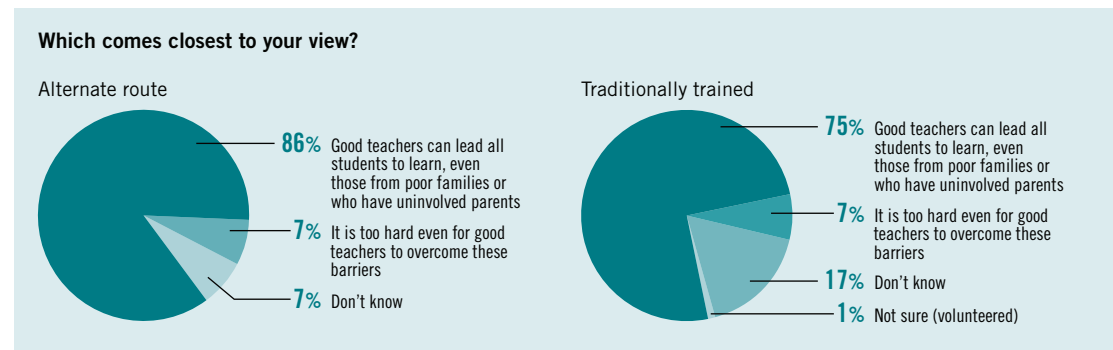 Which comes closest to your view?
Alternate route
86% Good teachers can lead all
students to learn, even
those from poor families or
who have uninvolved parents
7% It is too hard even for good
teachers to overcome these
barriers
7% Don’t know
Traditionally trained
75% Good teachers can lead all
students to learn, even
those from poor families or
who have uninvolved parents
7% It is too hard even for good
teachers to overcome these
barriers
17% Don’t know
1% Not sure (volunteered)